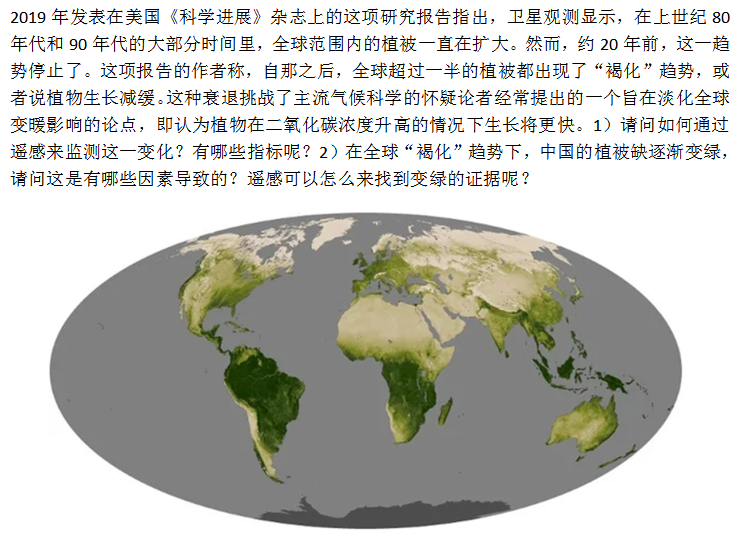 2019 年发表在美国《科学进展》杂志上的这项研究报告指出，卫星观测显示，在上世纪 80
年代和 90 年代的大部分时间里，全球范围内的植被一直在扩大。然而，约 20 年前，这一趋
势停止了。这项报告的作者称，自那之后，全球超过一半的植被都出现了“褐化”趋势，或
者说植物生长减缓。这种衰退挑战了主流气候科学的怀疑论者经常提出的一个旨在淡化全球
变暖影响的论点，即认为植物在二氧化碳浓度升高的情况下生长将更快。1）请问如何通过
遥感来监测这一变化？有哪些指标呢？2）在全球“褐化”趋势下，中国的植被缺逐渐变绿，
请问这是有哪些因素导致的？遥感可以怎么来找到变绿的证据呢？